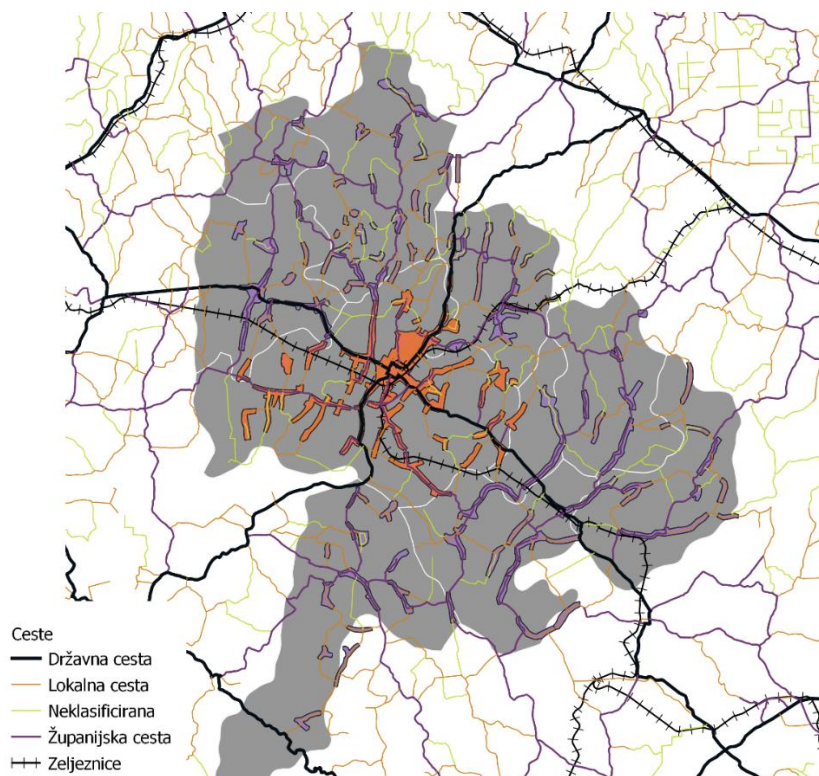 Ceste
Državna cesta
Lokalna cesta
Neklasificirana
Županijska cesta
Zeljeznice